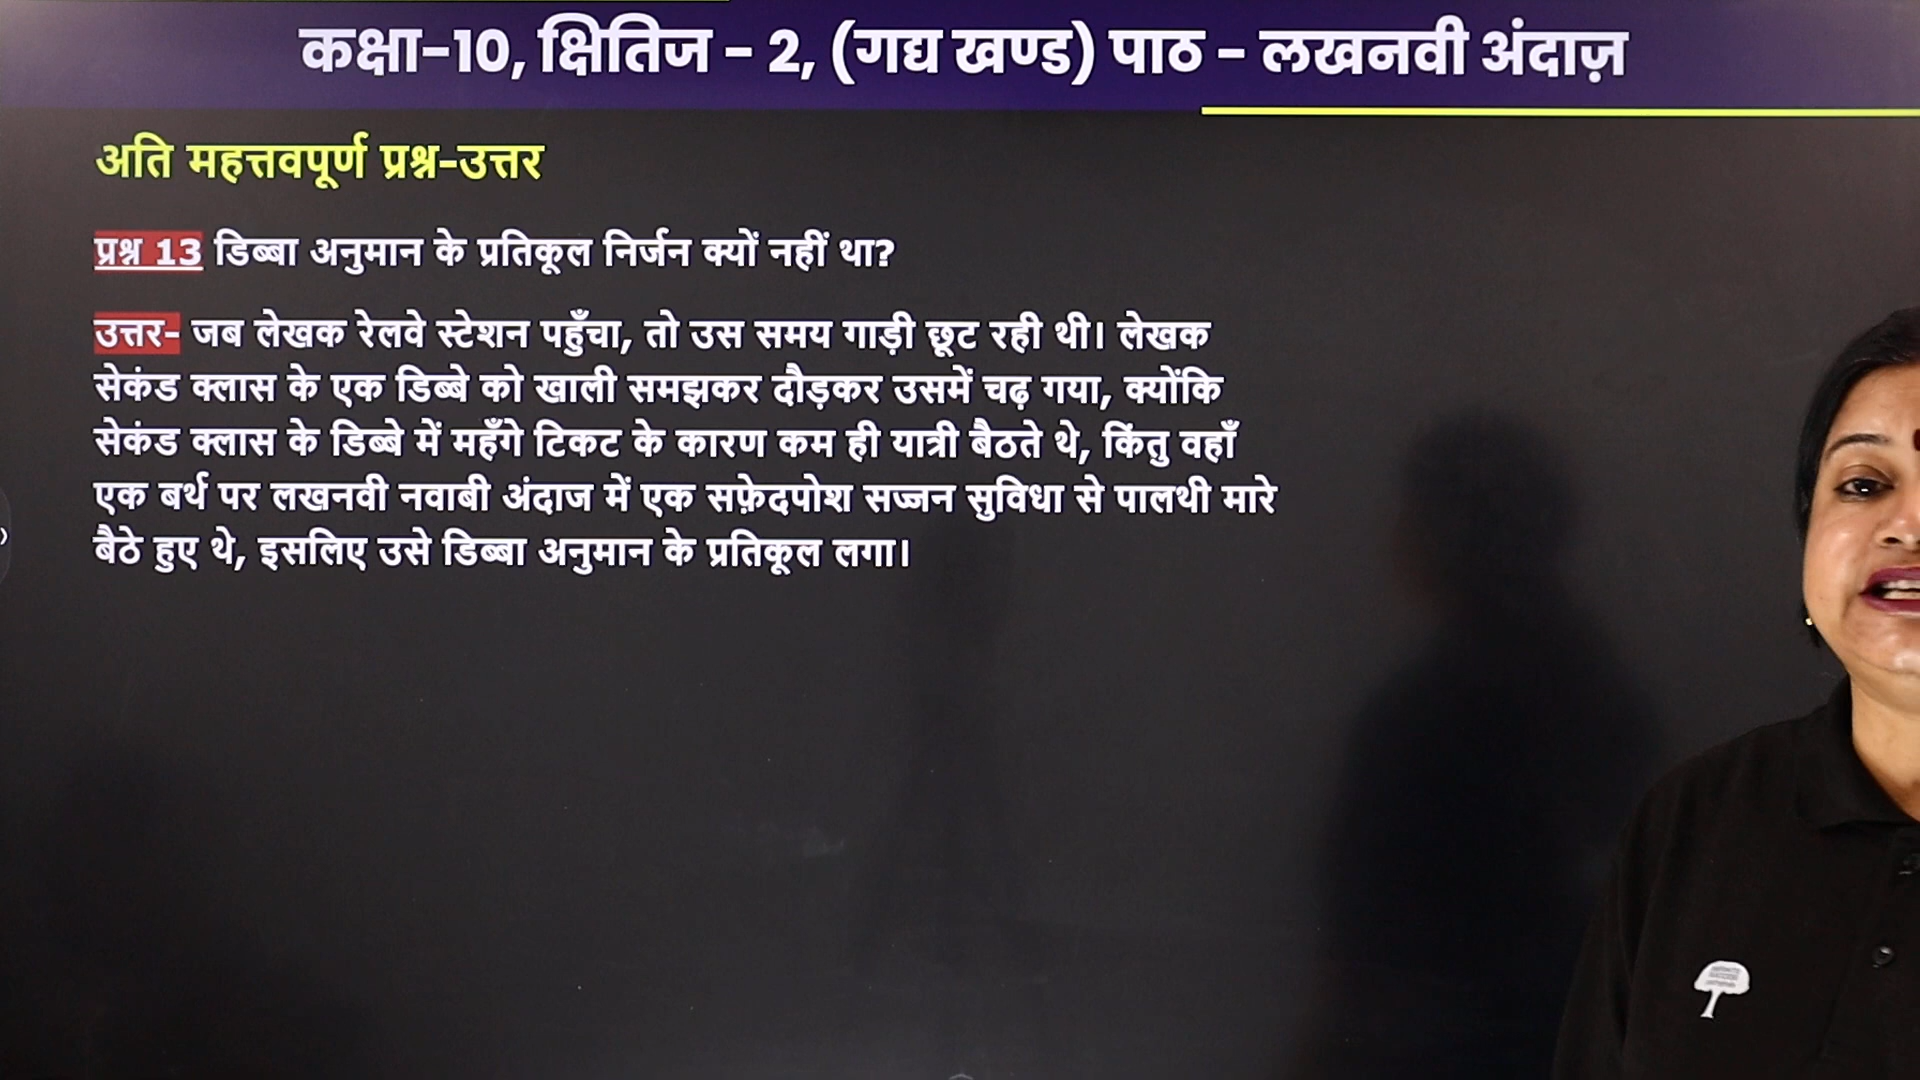 कक्षा-10, क्षितिज - 2, (गद्य खण्ड) पाठ - लखनवी अंदाज़
अति महत्तवपूर्ण प्रश्न-उत्तर
प्रश्न 13 डिब्बा अनुमान के प्रतिकूल निर्जन क्यों नहीं था?
उत्तर- जब लेखक रेलवे स्टेशन पहुँचा, तो उस समय गाड़ी छूट रही थी। लेखक
सेकंड क्लास के एक डिब्बे को खाली समझकर दौड़कर उसमें चढ़ गया, क्योंकि
सेकंड क्लास के डिब्बे में महँगे टिकट के कारण कम ही यात्री बैठते थे, किंतु वहाँ
एक बर्थ पर लखनवी नवाबी अंदाज में एक सफ़ेदपोश सज्जन सुविधा से पालथी मारे
बैठे हुए थे, इसलिए उसे डिब्बा अनुमान के प्रतिकूल लगा।